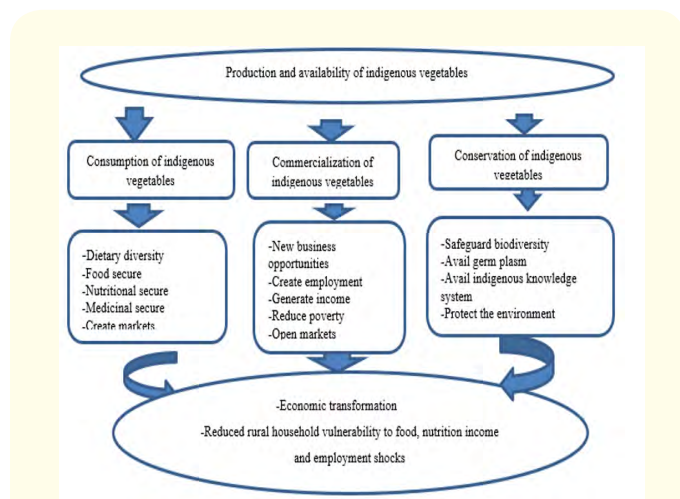 Production and availability of indigenous vegetables
Consumption of indigenous
vegetables
Commercialization of
indigenous vegetables
Conservation of indigenous
vegetables
-Dietary diversity
-Food secure
-Nutritional secure
-Medicinal secure
-Create markets
-New business
opportunities
-Create employment
-Generate income
-Reduce poverty
-Open markets
-Safeguard biodiversity
-Avail germ plasm
-Avail indigenous knowledge
system
-Protect the environment
-Economic transformation
-Reduced rural household vulnerability to food, nutrition income
and employment shocks